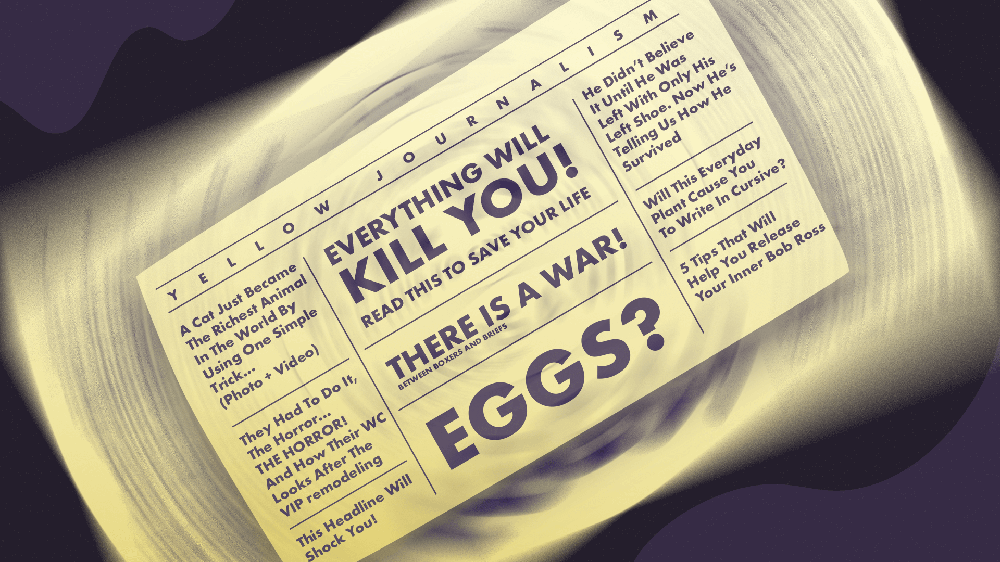 YELLOW JOURNALISM
A Cat Just Became
The Richest Animal
In The World By
Using One Simple
Trick...
(Photo + Video)
They Had To Do It,
The Horror...
THE HORROR!
And How Their WC
Looks After The
VIP remodeling
This Headline Will
Shock You!
EVERYTHING WILL
KILL YOU!
READ THIS TO SAVE YOUR LIFE
THERE IS A WAR!
BETWEEN BOXERS AND BRIEFS
EGGS?
He Didn't Believe
It Until He Was
Left With Only His
Left Shoe. Now He's
Telling Us How He
Survived
Will This Everyday
Plant Cause You
To Write In Cursive?
5 Tips That Will
Help You Release
Your Inner Bob Ross